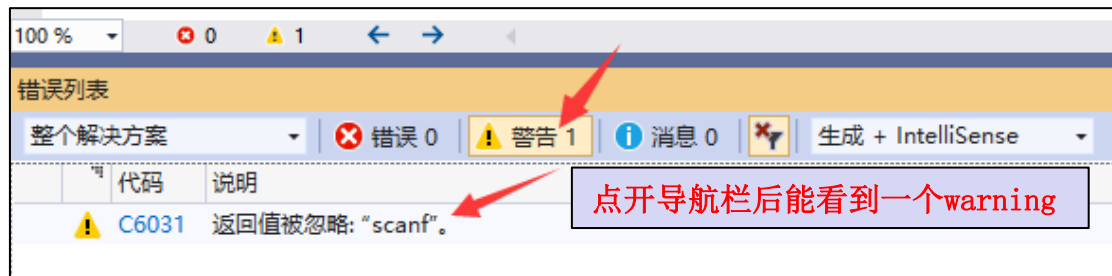 100 % 0 1
错误列表
整个解决方案 错误 0 警告 1 消息 0 生成 + IntelliSense
代码 说明
点开导航栏后能看到一个warning
C6031 返回值被忽略: “scanf”。